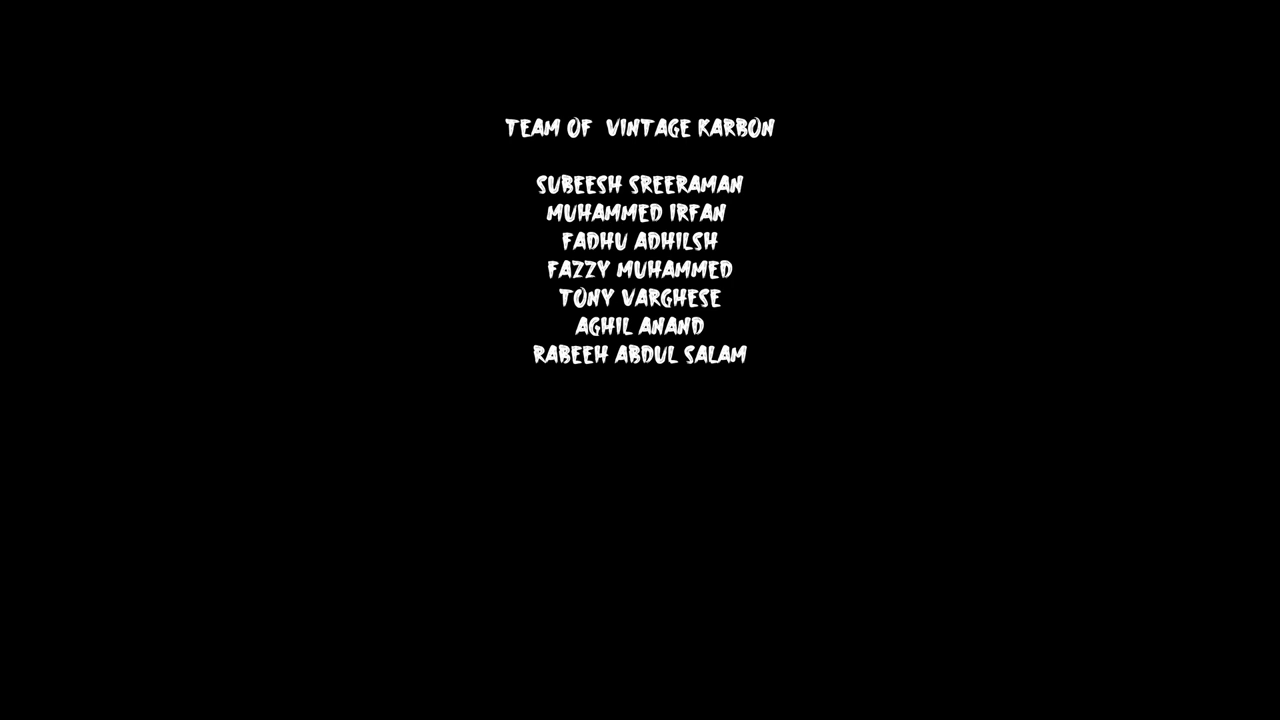 TEAM OF  VINTAGE KARBON
SUBEESH SREERAMAN
MUHAMMED IRFAN
FADHU ADHILSH
FAZZY MUHAMMED
TONY VARGHESE
AGHIL ANAND
RABEEH ABDUL SALAM